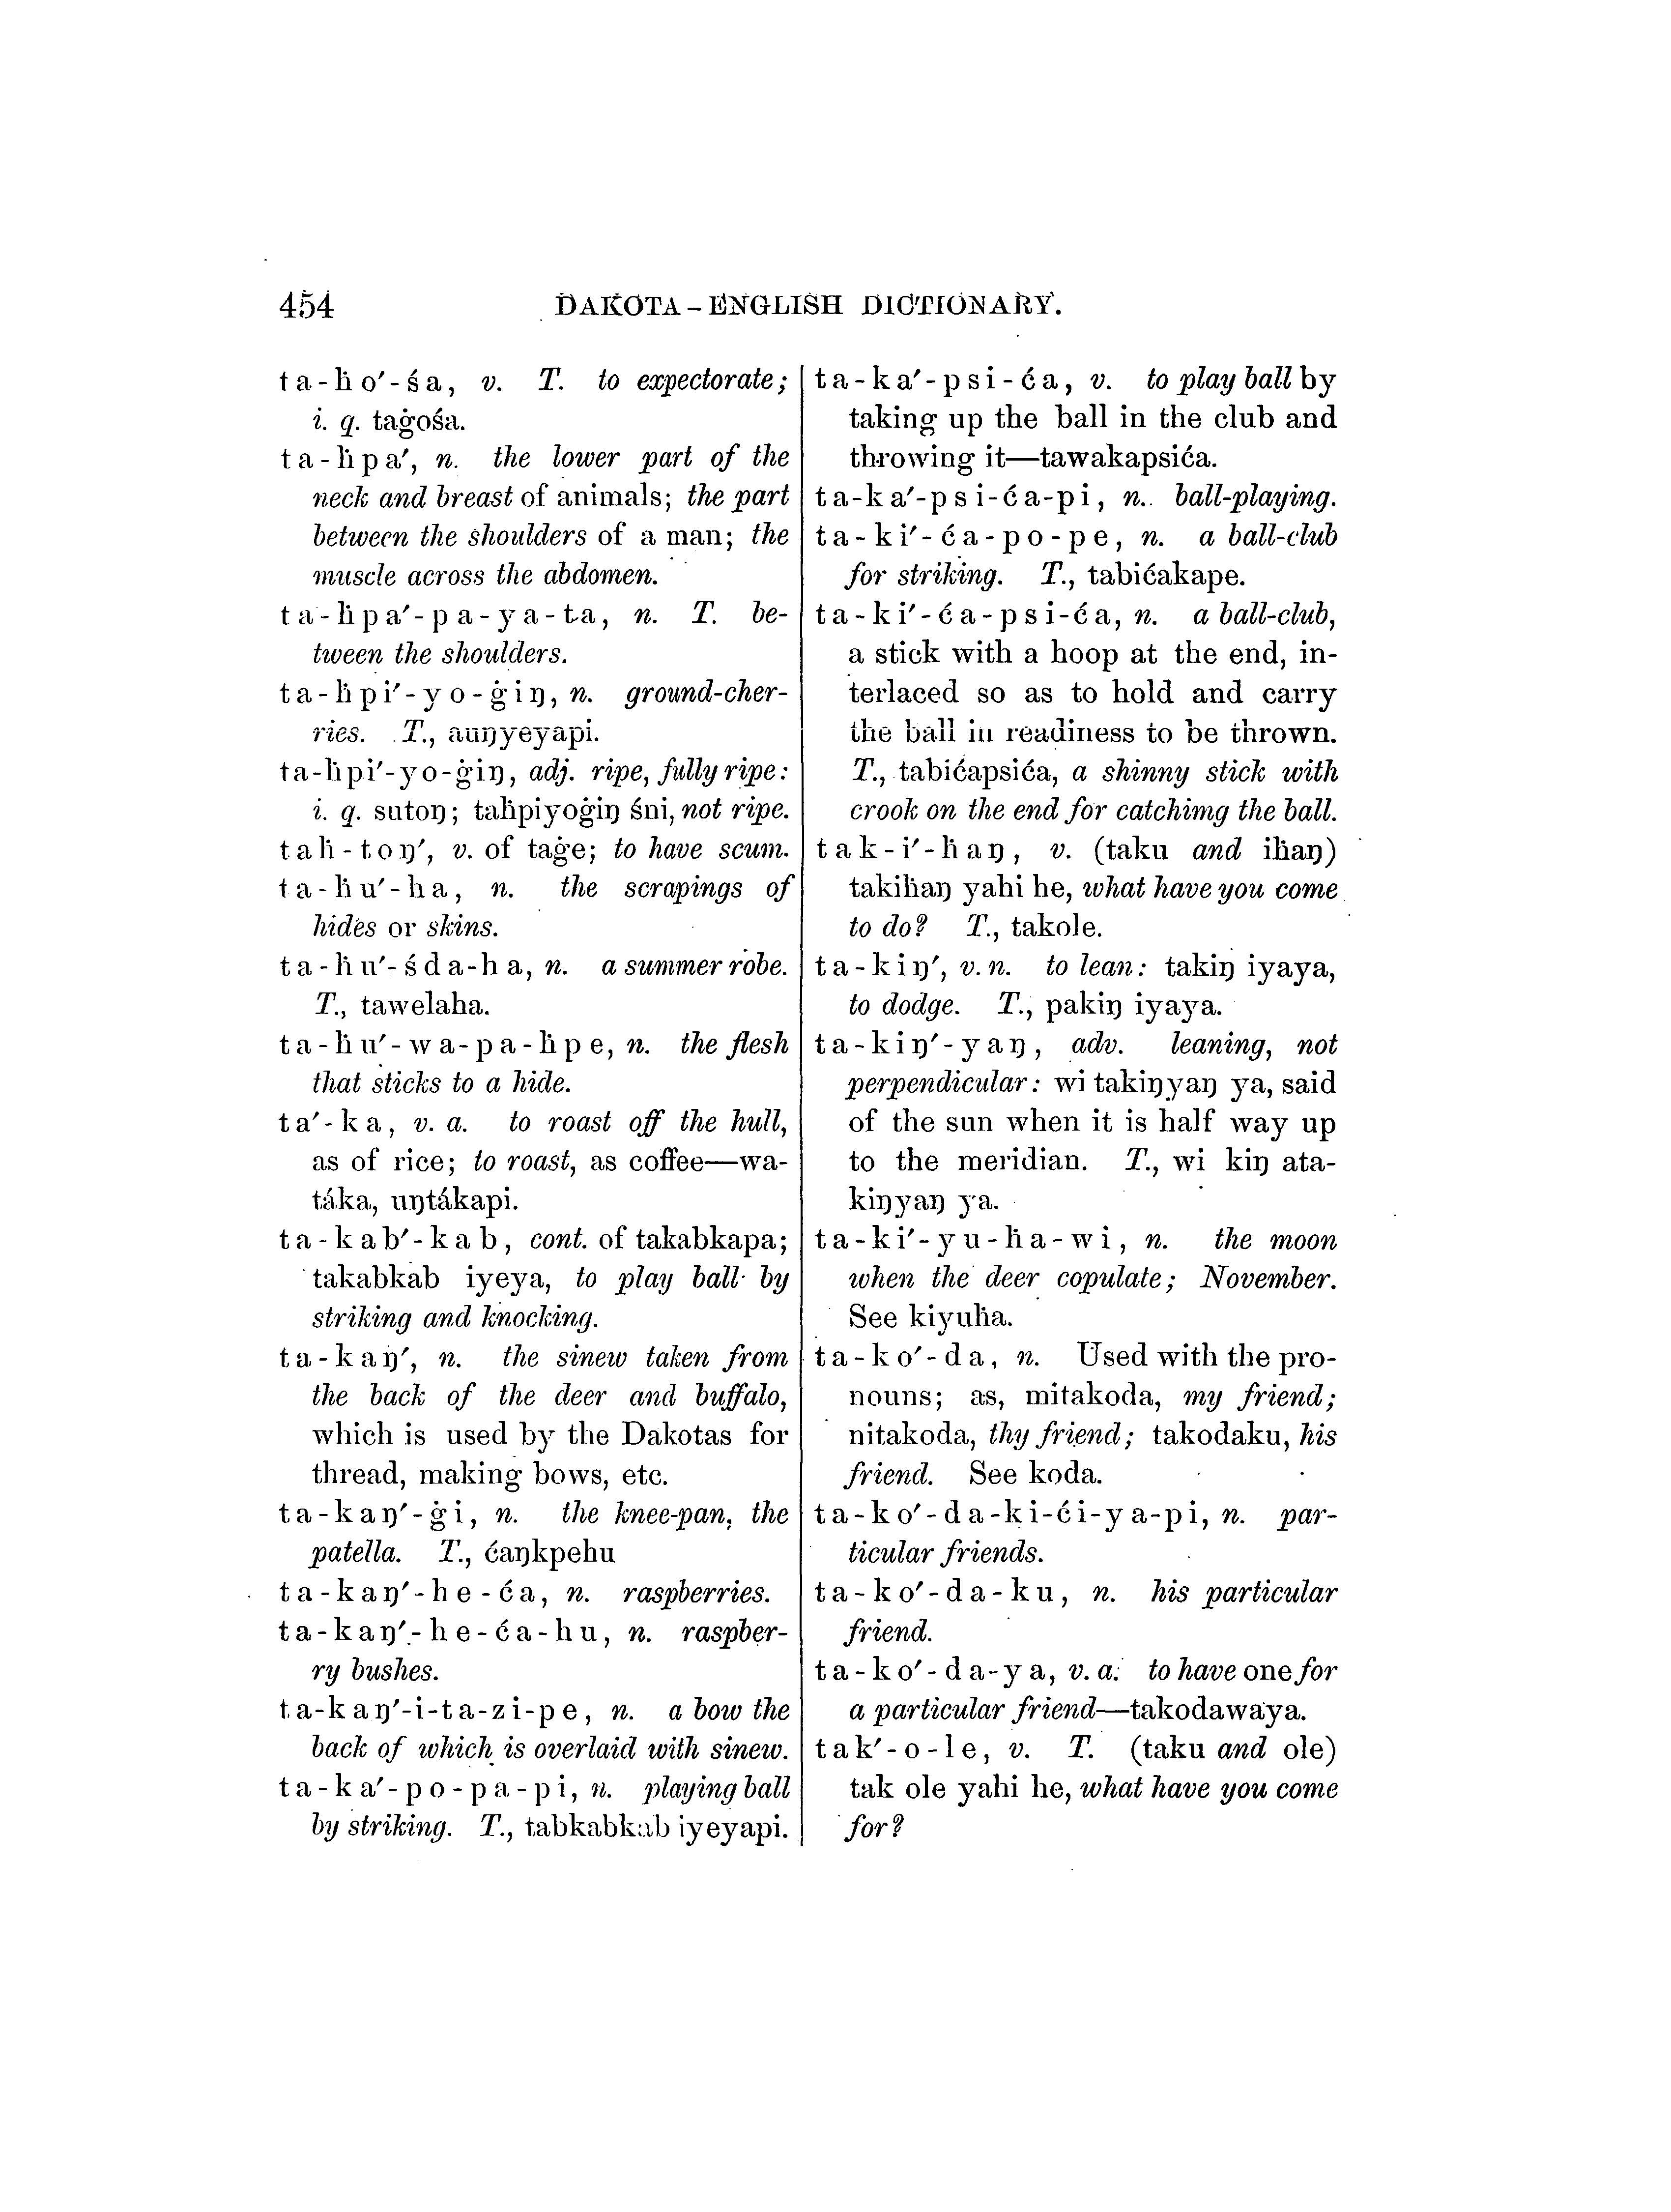 454
DAKOTA-ENGLISH DICTIONARY.
ta-ḣo′-śa, v. T. to expectorate;
i. q. taġośa.
ta-ḣpa′, n. the lower part of the
neck and breast of animals; the part
between the shoulders of a man; the
muscle across the abdomen.
ta-ḣpa′-pa-ya-ta, n. T. be-
tween the shoulders.
ta-ḣpi′-yo-ġiŋ, n. ground-cher-
ries. T., auŋyeyapi.
ta-ḣpi′-yo-ġiŋ, adj. ripe, fully ripe:
i. q. sutoŋ; taḣpiyoġiŋ śni, not ripe.
taḣ-toŋ′, v. of taġe; to have scum.
ta-ḣu′-ha, n. the scrapings of
hides or skins.
ta-ḣu′-śda-ha, n. a summer robe.
T., tawelaha.
ta-ḣu′-wa-pa-ḣpe, n. the flesh
that sticks to a hide.
ta′-ka, v. a. to roast off the hull,
as of rice; to roast, as coffee—wa-
táka, uŋtákapi.
ta-kab′-kab, cont. of takabkapa;
takabkab iyeya, to play ball by
striking and knocking.
ta-kaŋ′, n. the sinew taken from
the back of the deer and buffalo,
which is used by the Dakotas for
thread, making bows, etc.
ta-kaŋ′-ġi, n. the knee-pan, the
patella. T., ćaŋkpehu
ta-kaŋ′-he-ća, n. raspberries.
ta-kaŋ′-he-ća-hu, n. raspber-
ry bushes.
ta-kaŋ′-i-ta-zi-pe, n. a bow the
back of which is overlaid with sinew.
ta-ka′-po-pa-pi, n. playing ball
by striking. T., tabkabkab iyeyapi.
ta-ka′-psi-ća, v. to play ball by
taking up the ball in the club and
throwing it—tawakapsića.
ta-ka′-psi-ća-pi, n. ball-playing.
ta-ki′-ća-po-pe, n. a ball-club
for striking. T., tabićakape.
ta-ki′-ća-psi-ća, n. a ball-club,
a stick with a hoop at the end, in-
terlaced so as to hold and carry
the ball in readiness to be thrown.
T., tabićapsića, a shinny stick with
crook on the end for catchimg the ball.
tak-i′-ḣaŋ, v. (taku and iḣaŋ)
takiḣaŋ yahi he, what have you come
to do? T., takole.
ta-kiŋ′, v. n. to lean: takiŋ iyaya,
to dodge. T., pakiŋ iyaya.
ta-kiŋ′-yaŋ, adv. leaning, not
perpendicular: wi takiŋyaŋ ya, said
of the sun when it is half way up
to the meridian. T., wi kiŋ ata-
kiŋyaŋ ya.
ta-ki′-yu-ḣa-wi, n. the moon
when the deer copulate; November.
See kiyuḣa.
ta-ko′-da, n. Used with the pro-
nouns; as, mitakoda, my friend;
nitakoda, thy friend; takodaku, his
friend. See koda.
ta-ko′-da-ki-ći-ya-pi, n. par-
ticular friends.
ta-ko′-da-ku, n. his particular
friend.
ta-ko′-da-ya, v. a. to have one for
a particular friend—takodawaya.
tak′-o-le, v. T. (taku and ole)
tak ole yahi he, what have you come
for?